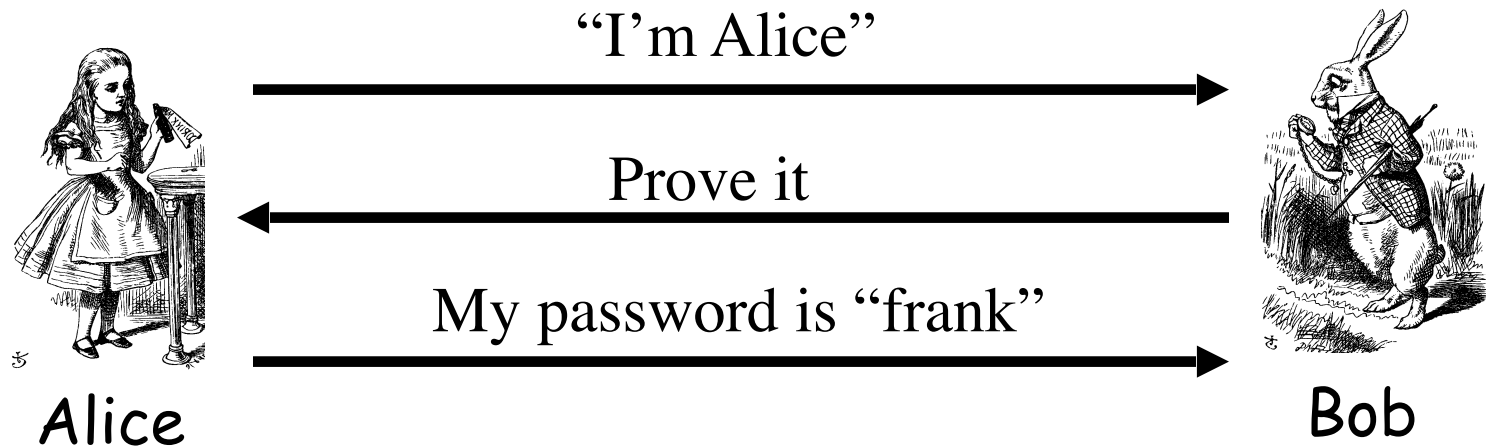 “I’m Alice”
Prove it
My password is “frank”
Alice
Bob